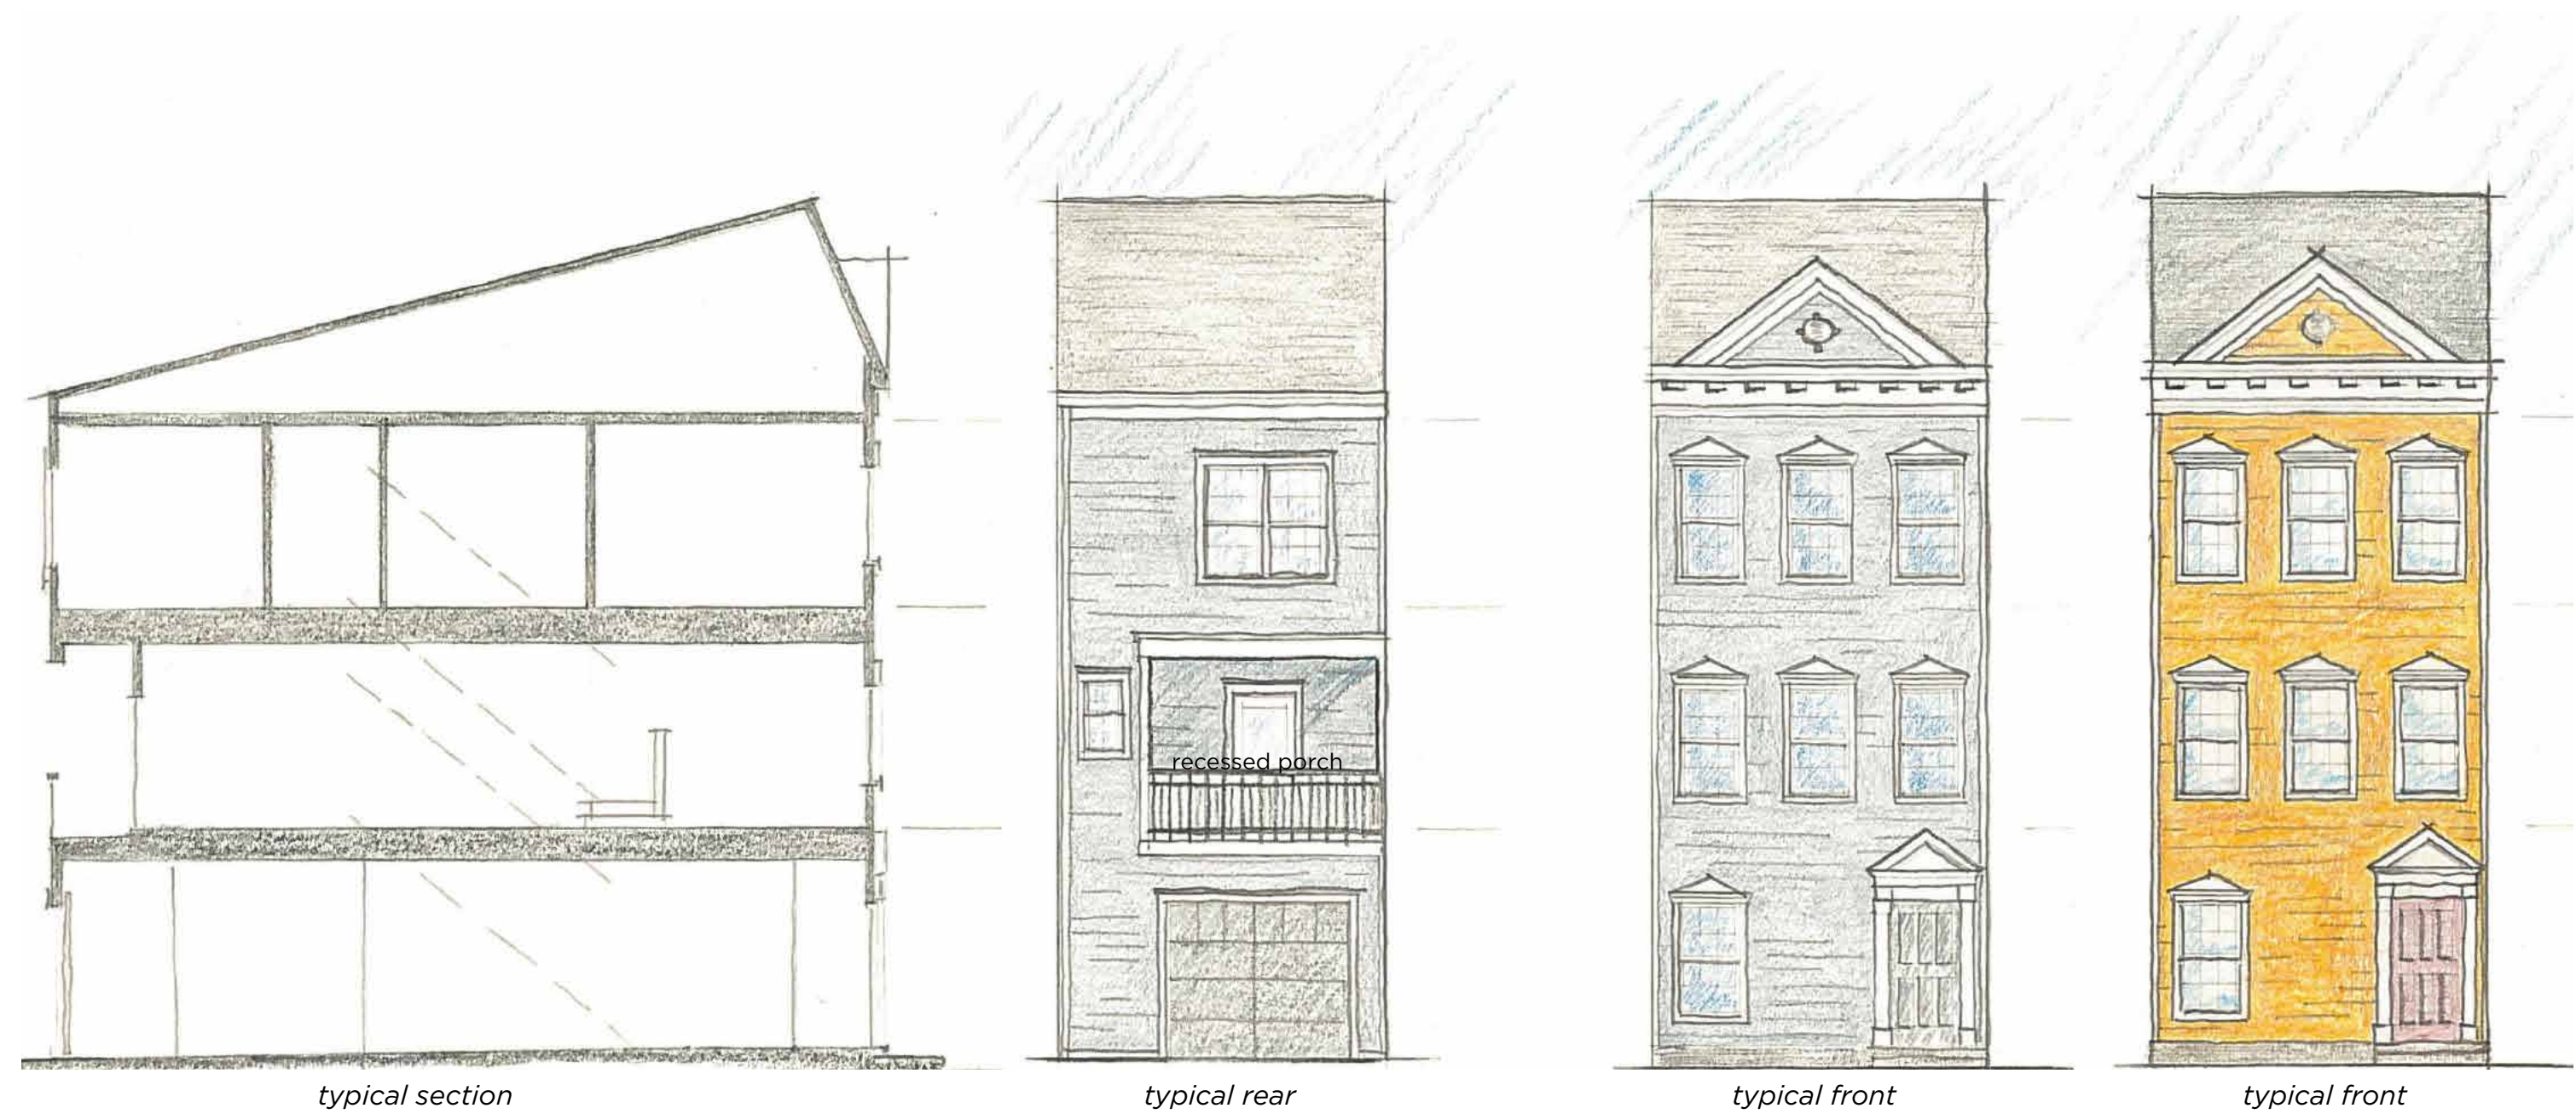 recessed porch
typical section
typical rear
typical front
typical front